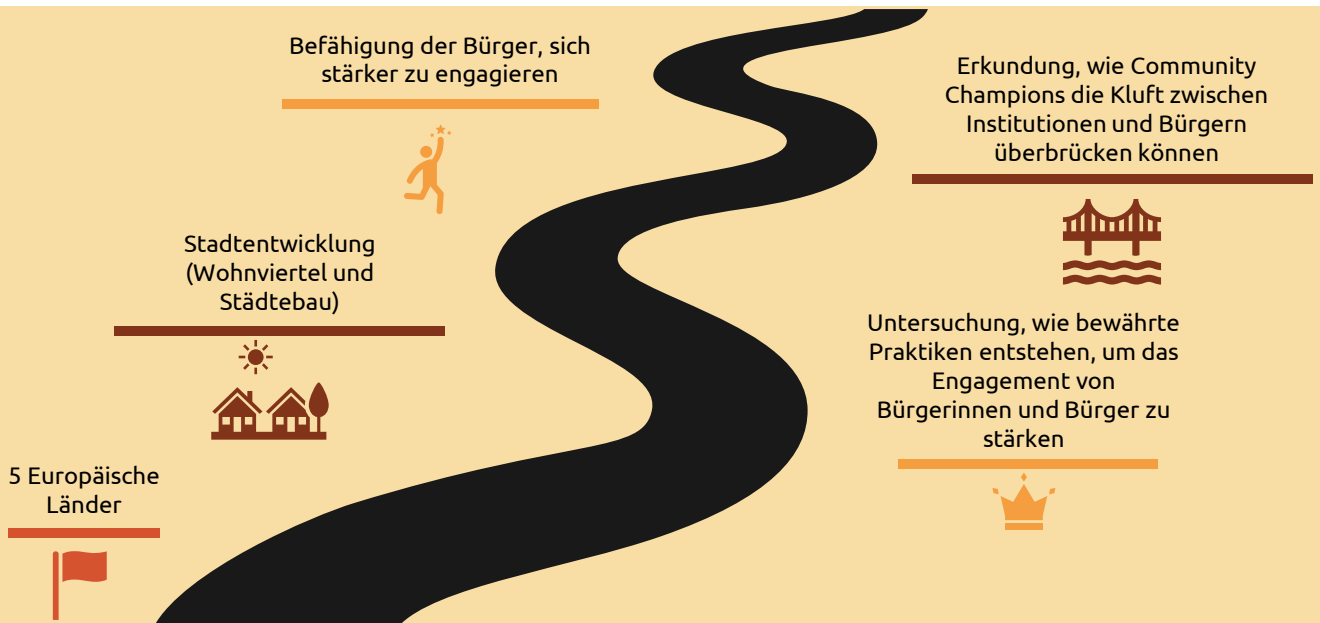 Befähigung der Bürger, sich
stärker zu engagieren
Erkundung, wie Community
Champions die Kluft zwischen
Institutionen und Bürgern
überbrücken können
Stadtentwicklung
(Wohnviertel und
Städtebau)
Untersuchung, wie bewährte
Praktiken entstehen, um das
Engagement von
Bürgerinnen und Bürger zu
stärken
5 Europäische
Länder